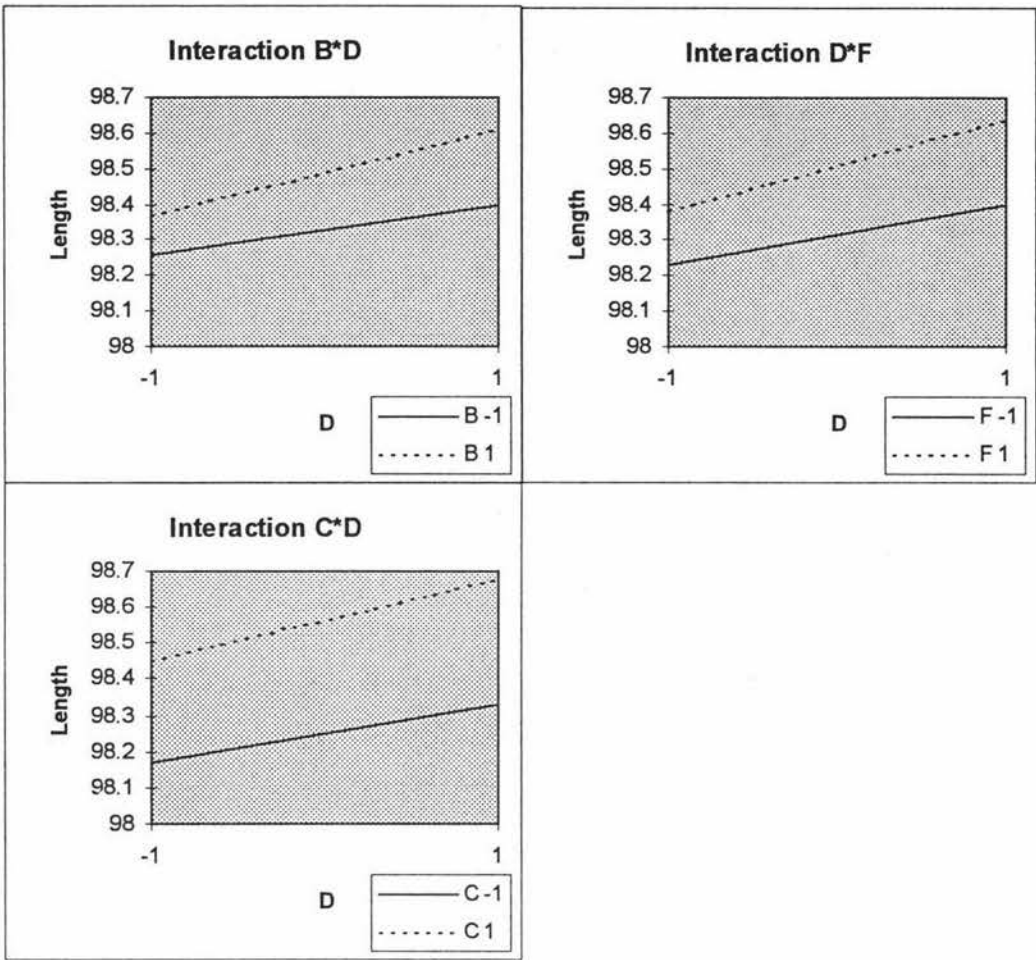 Interaction B*D
98.7
98.6
98.5
98.4
98.3
98.2
98.1
98
Length
-1
1
D
B -1
B 1
Interaction D*F
98.7
98.6
98.5
98.4
98.3
98.2
98.1
98
Length
-1
1
D
F -1
F 1
Interaction C*D
98.7
98.6
98.5
98.4
98.3
98.2
98.1
98
Length
-1
1
D
C -1
C 1